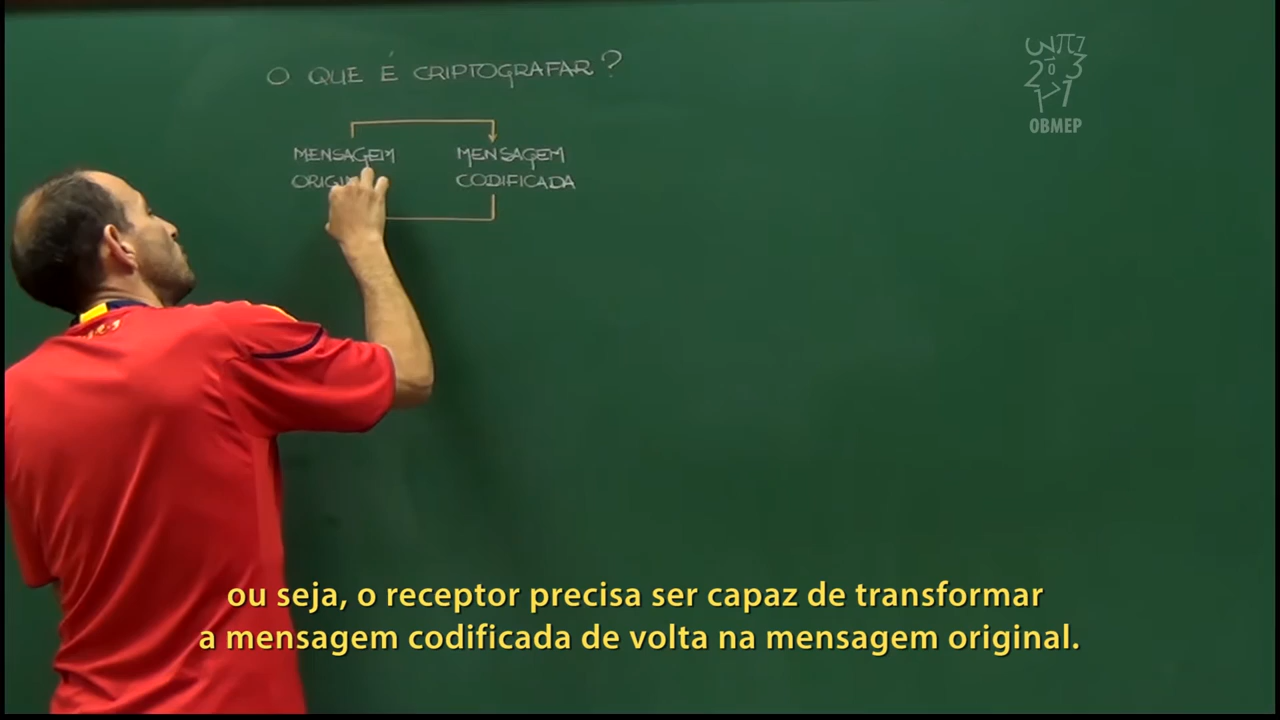 O QUE É CRIPTOGRAFAR?
MENSAGEM
MENSAGEM
CODIFICADA
OBMEP
ou seja, o receptor precisa ser capaz de transformar
a mensagem codificada de volta na mensagem original.